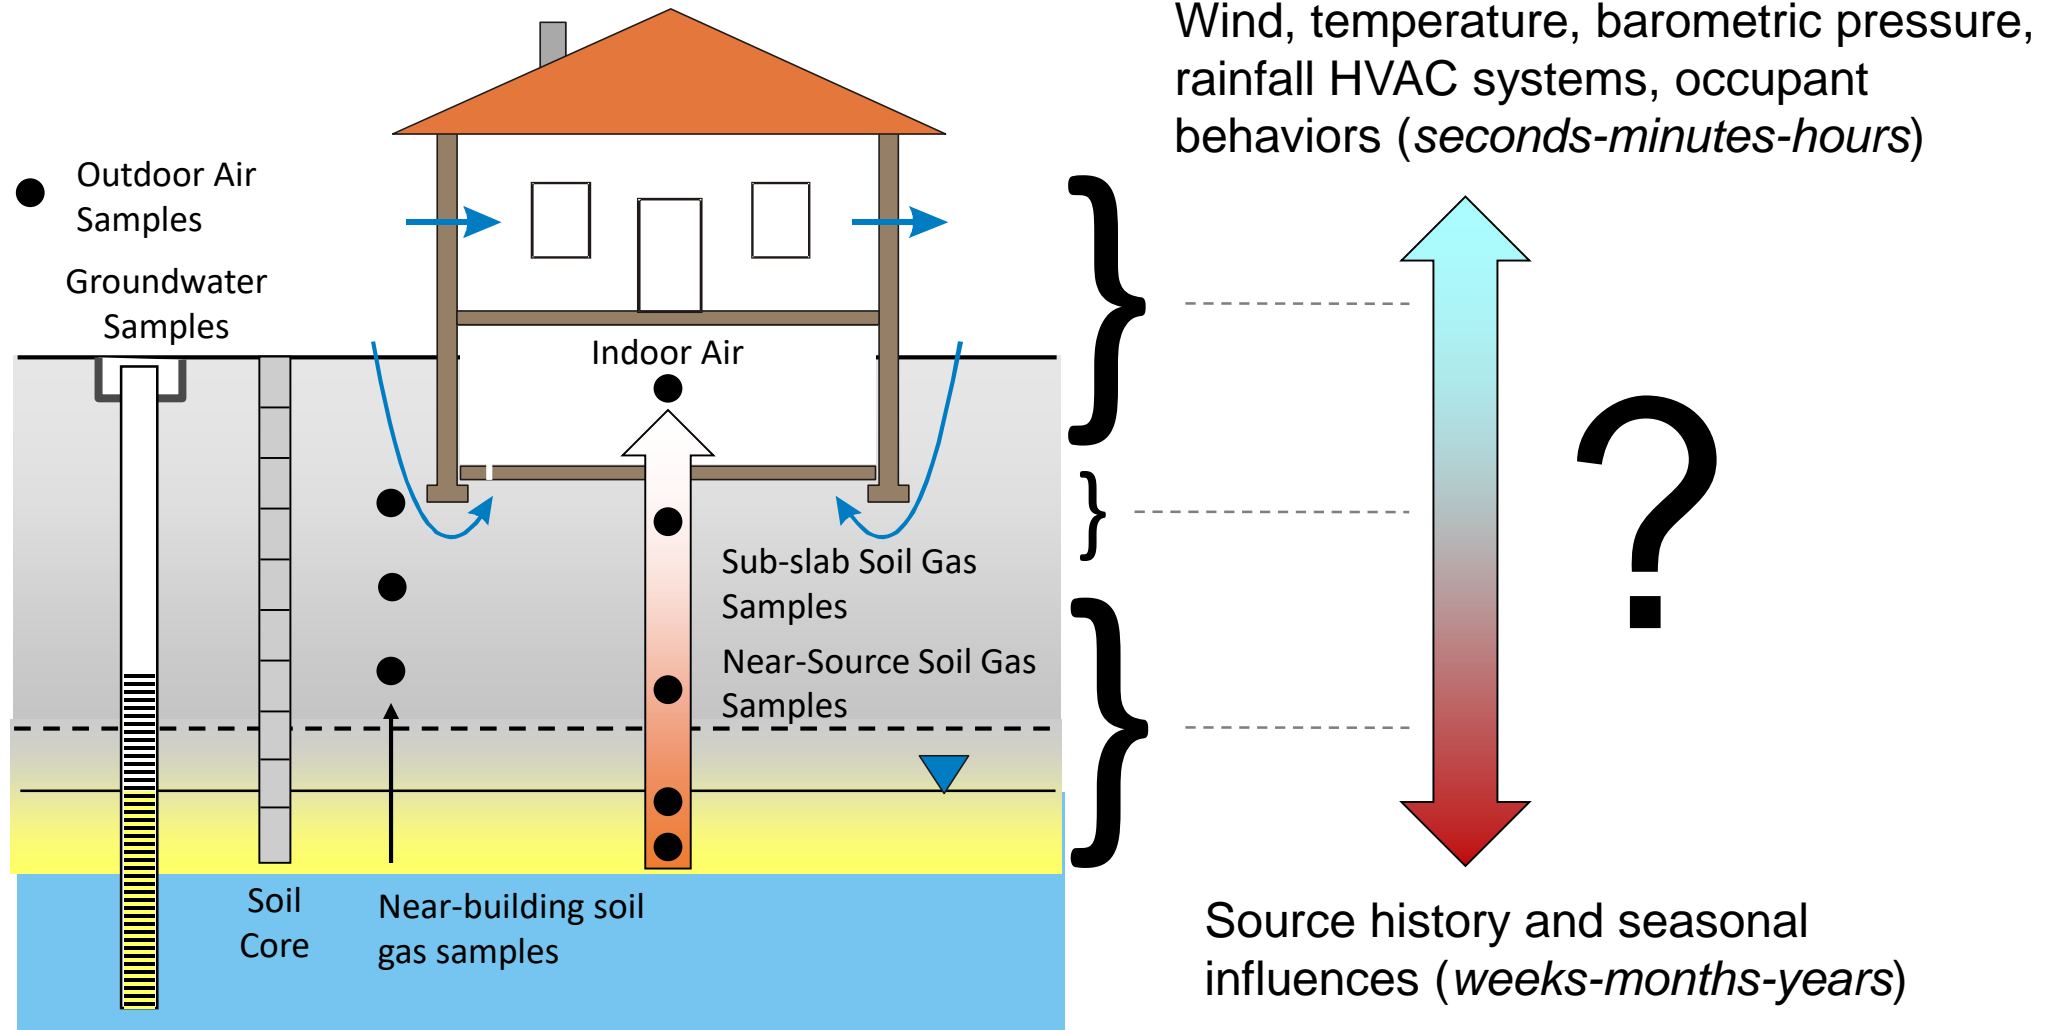 Wind, temperature, barometric pressure,
rainfall HVAC systems, occupant
behaviors (seconds-minutes-hours)
Outdoor Air
Samples
Groundwater
Samples
Indoor Air
?
Sub-slab Soil Gas
Samples
Near-Source Soil Gas
Samples
Soil
Core
Near-building soil
gas samples
Source history and seasonal
influences (weeks-months-years)